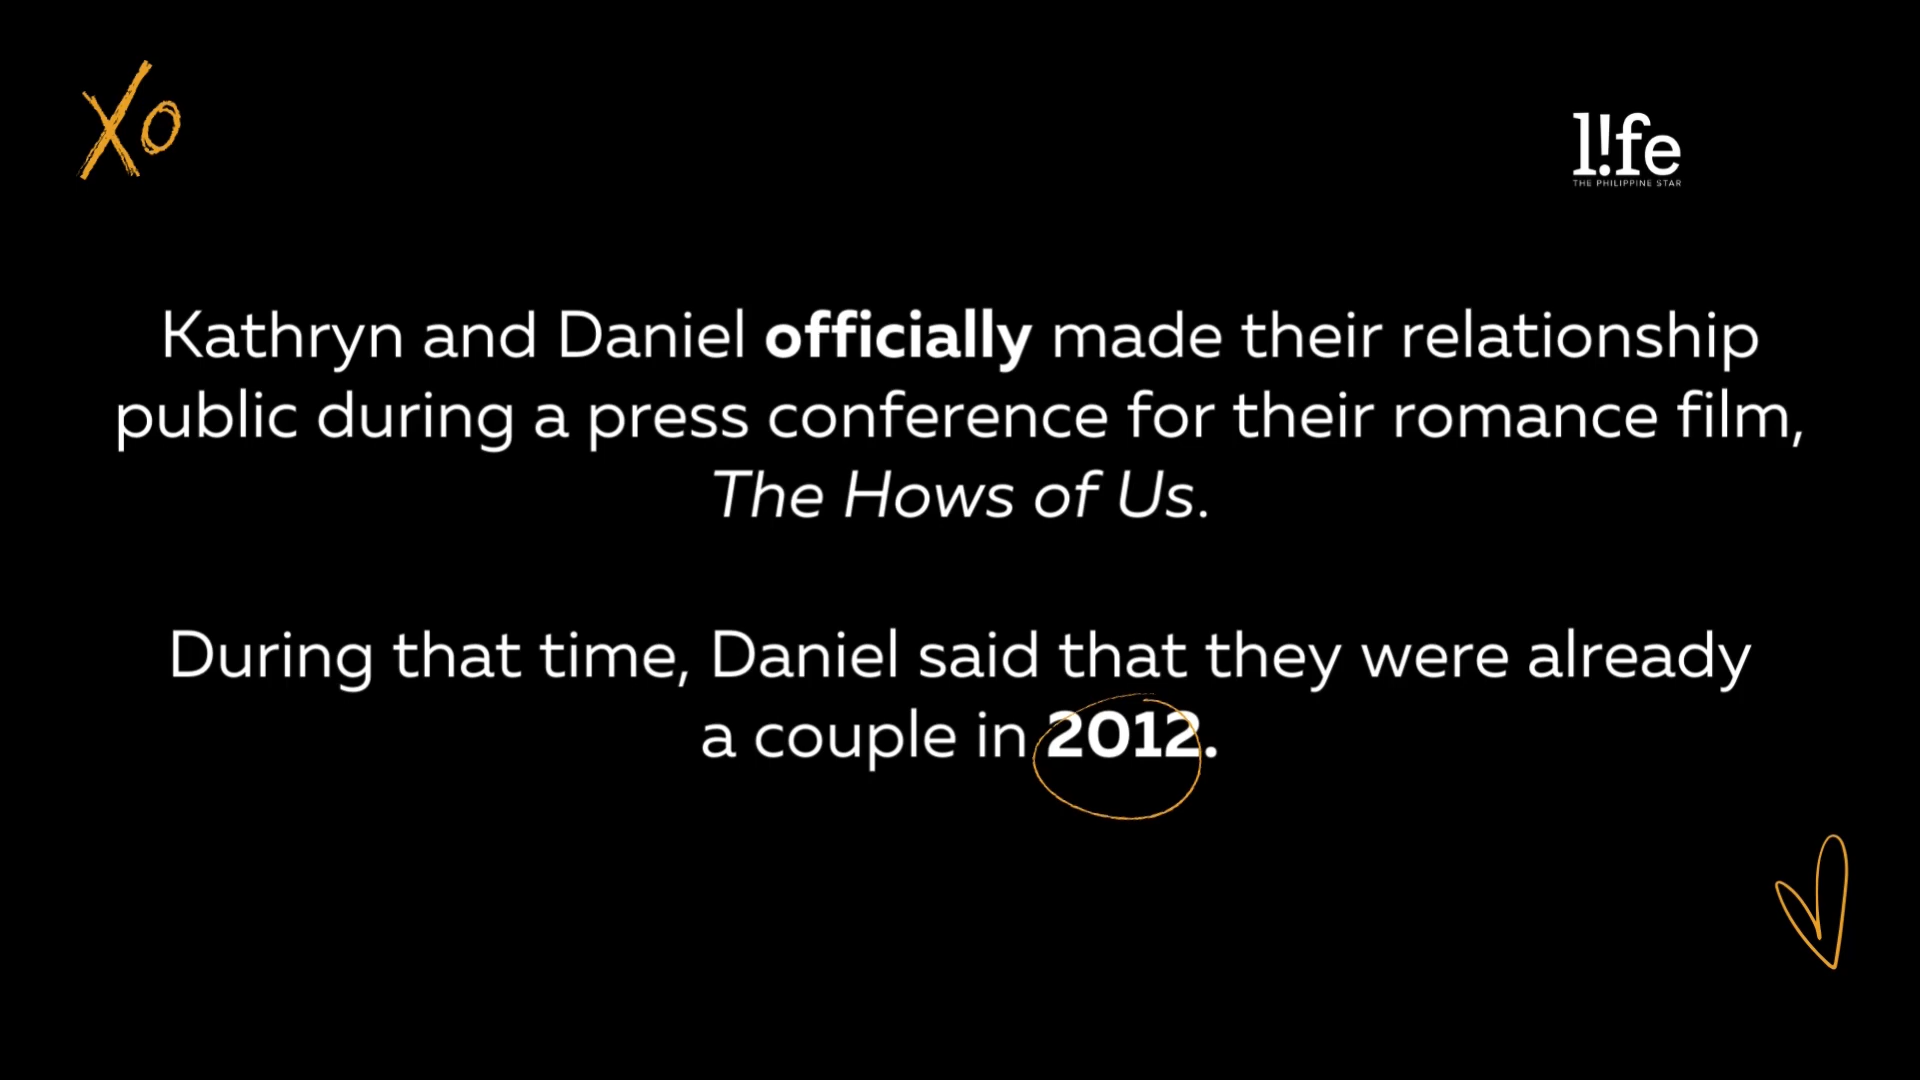 XO
l!fe
THE PHILIPPINE STAR
Kathryn and Daniel officially made their relationship
public during a press conference for their romance film,
The Hows of Us.
During that time, Daniel said that they were already
a couple in 2012.